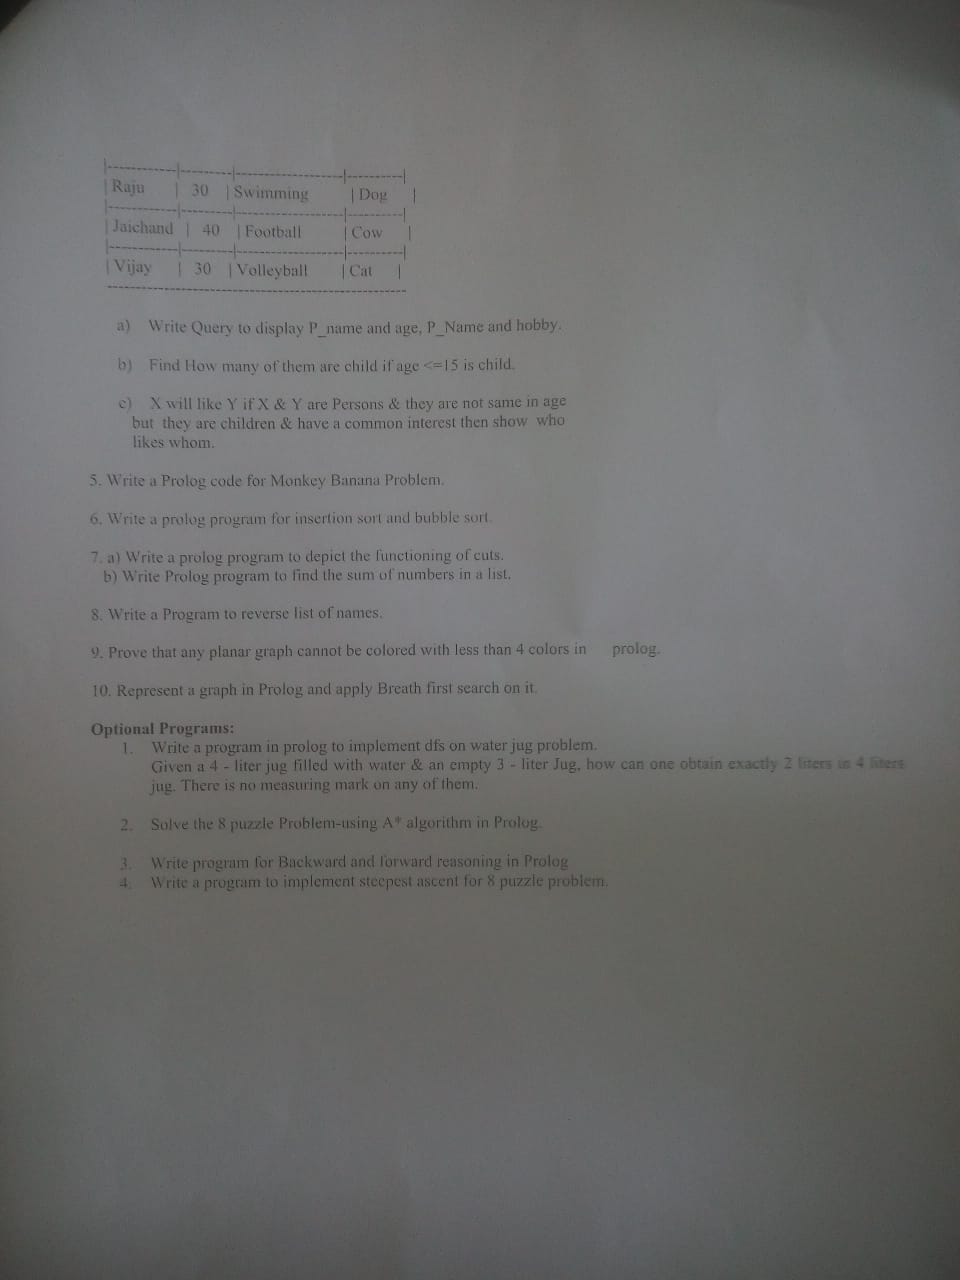 |------------|---------|------------------|----------|
| Raju | 30 | Swimming | Dog |
|------------|---------|------------------|----------|
| Jaichand | 40 | Football | Cow |
|------------|---------|------------------|----------|
| Vijay | 30 | Volleyball | Cat |
-----------------------------------------------------
a) Write Query to display P_name and age, P_Name and hobby.
b) Find How many of them are child if age <=15 is child.
c) X will like Y if X & Y are Persons & they are not same in age
but they are children & have a common interest then show who
likes whom.
5. Write a Prolog code for Monkey Banana Problem.
6. Write a prolog program for insertion sort and bubble sort.
7. a) Write a prolog program to depict the functioning of cuts.
b) Write Prolog program to find the sum of numbers in a list.
8. Write a Program to reverse list of names.
9. Prove that any planar graph cannot be colored with less than 4 colors in prolog.
10. Represent a graph in Prolog and apply Breath first search on it.
Optional Programs:
1. Write a program in prolog to implement dfs on water jug problem.
Given a 4 - liter jug filled with water & an empty 3 - liter Jug, how can one obtain exactly 2 liters in 4 liters
jug. There is no measuring mark on any of them.
2. Solve the 8 puzzle Problem-using A* algorithm in Prolog.
3. Write program for Backward and forward reasoning in Prolog
4. Write a program to implement steepest ascent for 8 puzzle problem.